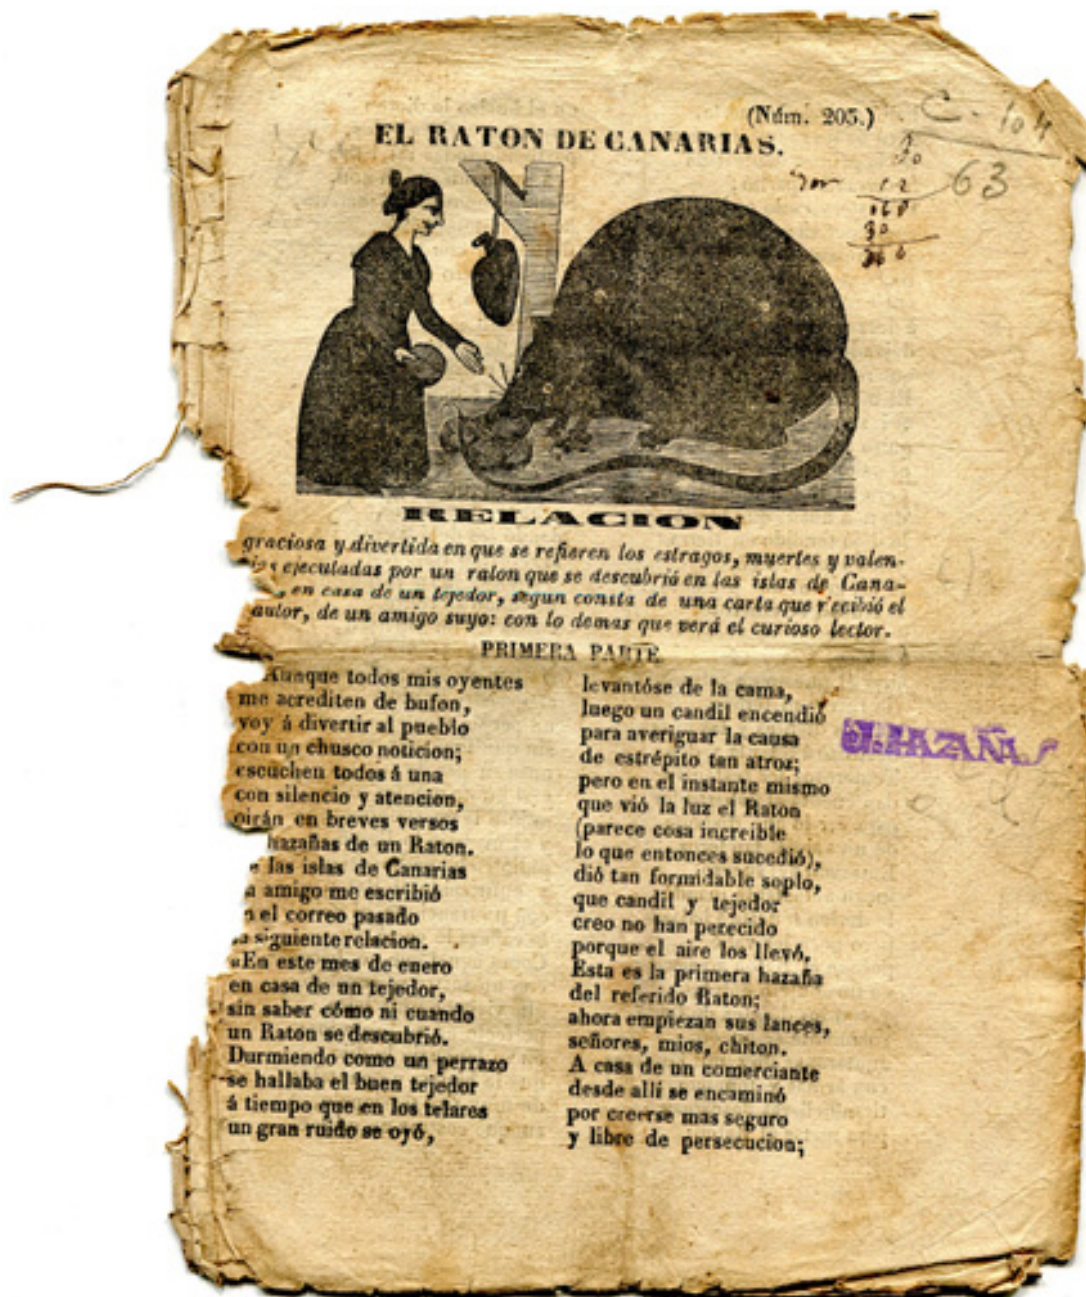 (Núm. 205.)
EL RATON DE CANARIAS.
C - 104
63
30
12
30
RELACION
graciosa y divertida en que se refieren los estragos, muertes y valen-
ejecutadas por un raton que se descubrió en las islas de Cana-
, en casa de un tejedor, segun consta de una carta que recibió el
autor, de un amigo suyo: con lo demas que verá el curioso lector.
PRIMERA PARTE
Aunque todos mis oyentes
me acrediten de bufon,
voy á divertir al pueblo
con un chusco noticion;
escuchen todos á una
con silencio y atencion,
oirán en breves versos
hazañas de un Raton.
e las islas de Canarias
amigo me escribió
el correo pasado
siguiente relacion.
«En este mes de enero
en casa de un tejedor,
sin saber cómo ni cuando
un Raton se descubrió.
Durmiendo como un perrazo
se hallaba el buen tejedor
á tiempo que en los telares
un gran ruido se oyó,
levantóse de la cama,
luego un candil encendió
para averiguar la causa
de estrépito tan atroz;
pero en el instante mismo
que vió la luz el Raton
(parece cosa increible
lo que entonces sucedió),
dió tan formidable soplo,
que candil y tejedor
creo no han perecido
porque el aire los llevó.
Esta es la primera hazaña
del referido Raton;
ahora empiezan sus lances,
señores, mios, chiton.
A casa de un comerciante
desde allí se encaminó
por creerse mas seguro
y libre de persecucion;
J. HAZAÑAS